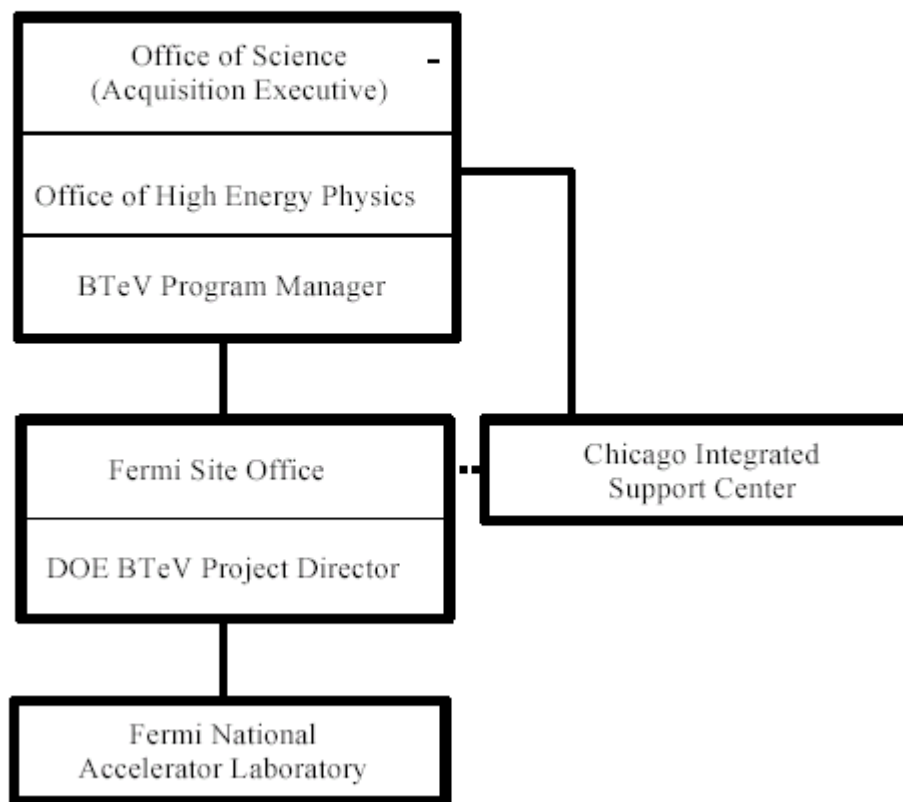 Office of Science
(Acquisition Executive)
Office of High Energy Physics
BTeV Program Manager
Fermi Site Office
DOE BTeV Project Director
Chicago Integrated
Support Center
Fermi National
Accelerator Laboratory